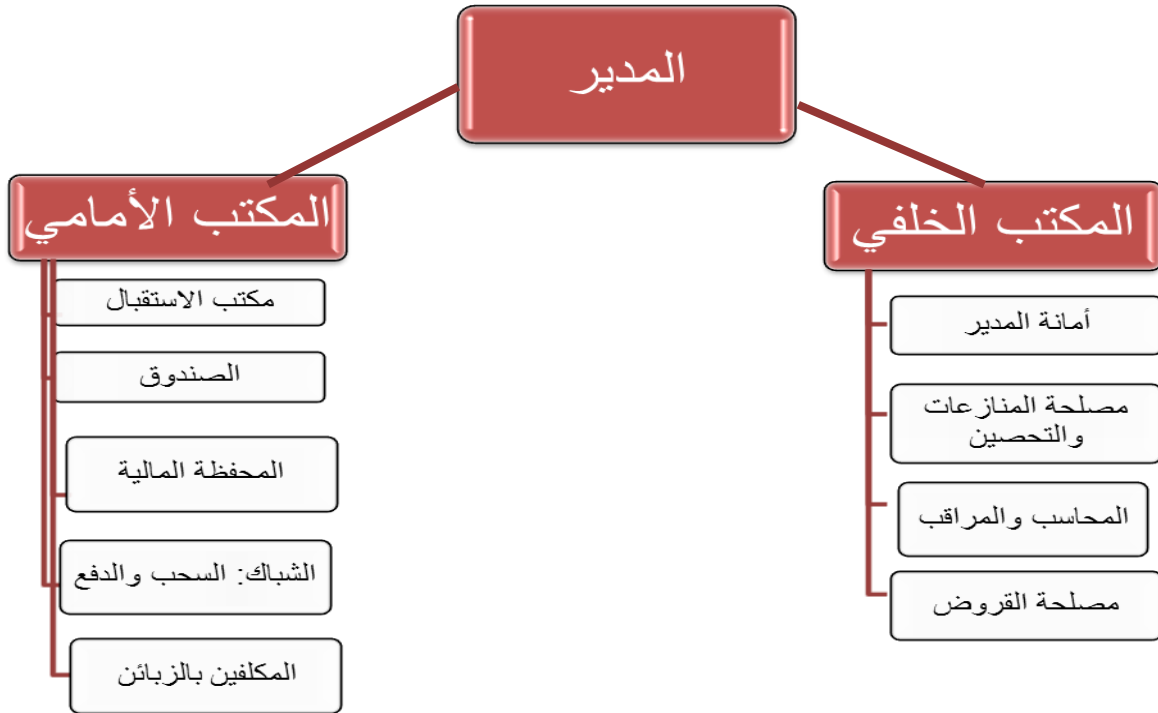 المدير
المكتب الخلفي
أمانة المدير
مصلحة المنازعات
والتحصين
المحاسب والمراقب
مصلحة القروض
المكتب الأمامي
مكتب الاستقبال
الصندوق
المحفظة المالية
الشباك: السحب والدفع
المكلفين بالزبائن